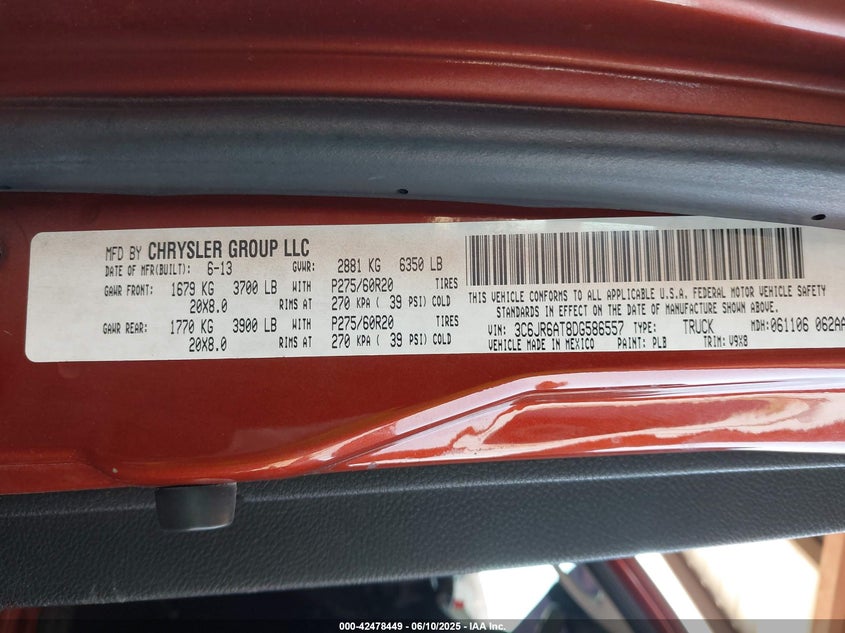 MFD BY CHRYSLER GROUP LLC
DATE OF MFR(BUILT): 6-13 GVWR: 2881 KG 6350 LB
GAWR FRONT: 1679 KG 3700 LB WITH P275/60R20 TIRES
20X8.0 RIMS AT 270 KPA ( 39 PSI) COLD
GAWR REAR: 1770 KG 3900 LB WITH P275/60R20 TIRES
20X8.0 RIMS AT 270 KPA ( 39 PSI) COLD
THIS VEHICLE CONFORMS TO ALL APPLICABLE U.S.A. FEDERAL MOTOR VEHICLE SAFETY
STANDARDS IN EFFECT ON THE DATE OF MANUFACTURE SHOWN ABOVE.
VIN: 3C6JR6AT8DG586557 TYPE: TRUCK MDH: 061106 062AA
VEHICLE MADE IN MEXICO PAINT: PLB TRIM: V9X8
000-42478449 - 06/10/2025 - IAA Inc.